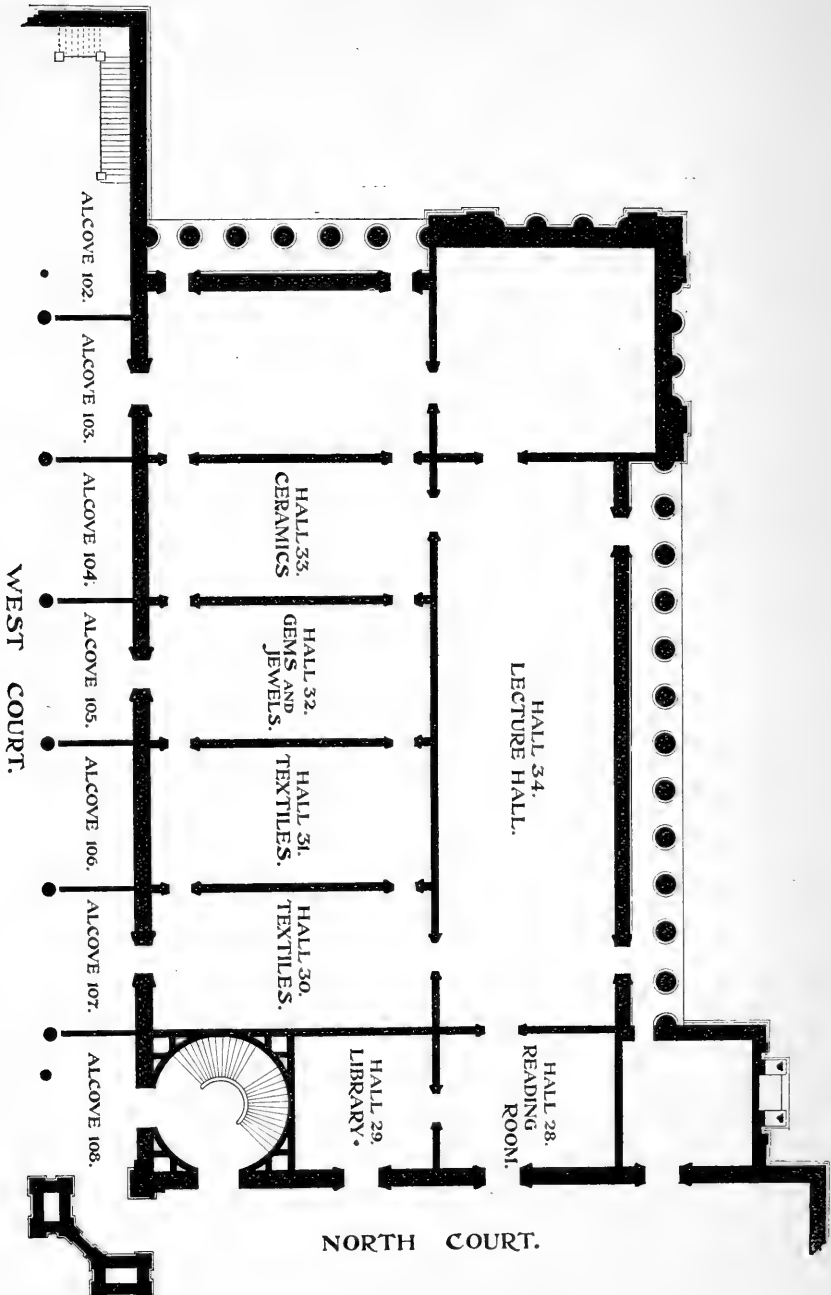 ALCOVE 102.
ALCOVE 103.
ALCOVE 104.
ALCOVE 105.
ALCOVE 106.
ALCOVE 107.
ALCOVE 108.
WEST COURT.
HALL 33.
CERAMICS
HALL 32.
GEMS AND
JEWELS.
HALL 31.
TEXTILES.
HALL 30.
TEXTILES.
HALL 29.
LIBRARY.
HALL 34.
LECTURE HALL.
HALL 28.
READING
ROOM.
NORTH COURT.